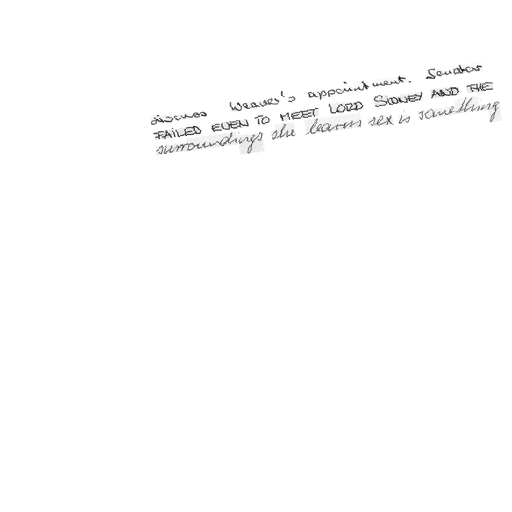 discuss Weaver's appointment. Senator
FAILED EVEN TO MEET LORD SIDNEY AND THE
surroundings she learns sex is something